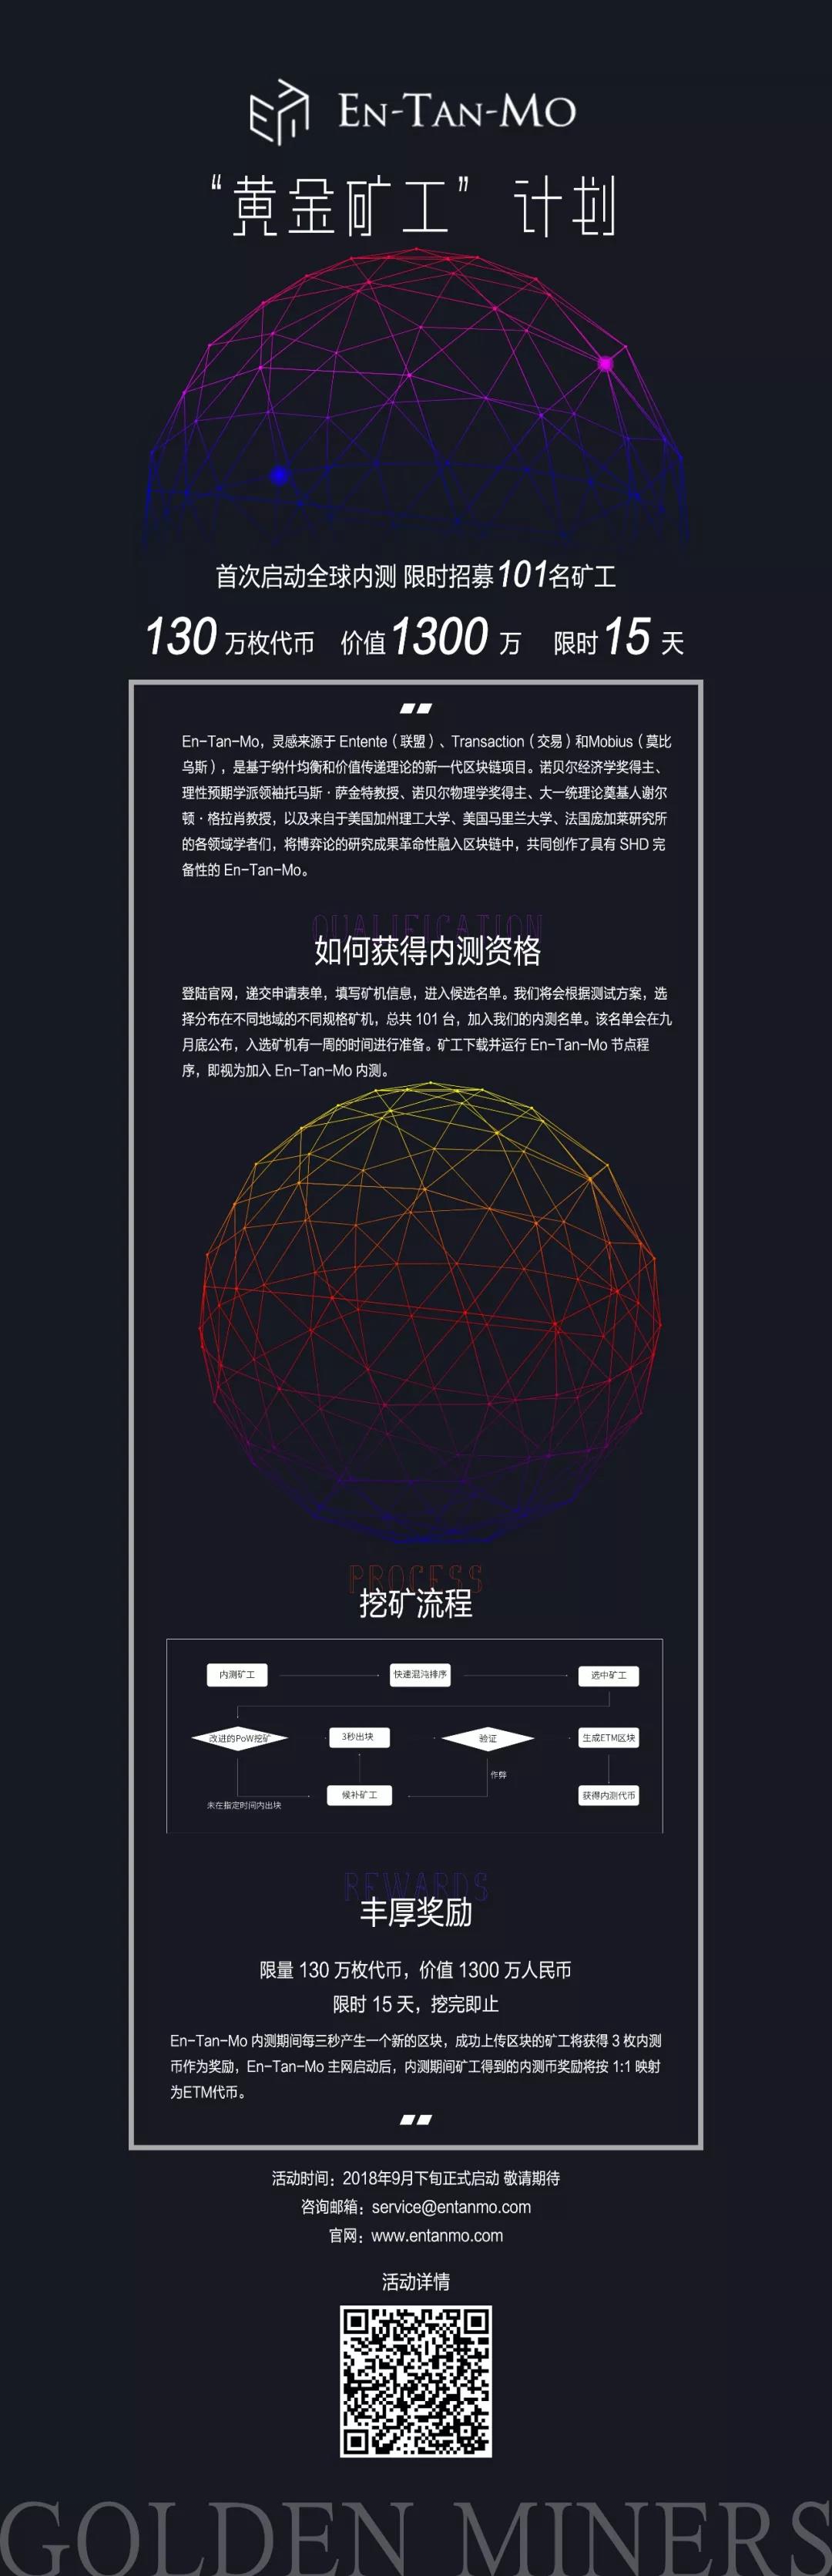 EN-TAN-MO
“黄金矿工”计划
首次启动全球内测 限时招募101名矿工
130 万枚代币 价值1300 万 限时15 天
En-Tan-Mo，灵感来源于 Entente（联盟）、Transaction（交易）和Mobius（莫比
乌斯），是基于纳什均衡和价值传递理论的新一代区块链项目。诺贝尔经济学奖得主、
理性预期学派领袖托马斯·萨金特教授、诺贝尔物理学奖得主、大一统理论奠基人谢尔
顿·格拉肖教授，以及来自于美国加州理工大学、美国马里兰大学、法国庞加莱研究所
的各领域学者们，将博弈论的研究成果革命性融入区块链中，共同创作了具有 SHD 完
备性的 En-Tan-Mo。
QUALIFICATION
如何获得内测资格
登陆官网，递交申请表单，填写矿机信息，进入候选名单。我们将会根据测试方案，选
择分布在不同地域的不同规格矿机，总共 101 台，加入我们的内测名单。该名单会在九
月底公布，入选矿机有一周的时间进行准备。矿工下载并运行 En-Tan-Mo 节点程
序，即视为加入 En-Tan-Mo 内测。
PROCESS
挖矿流程
内测矿工 快速混沌排序 选中矿工
改进的PoW挖矿 3秒出块 验证 生成ETM区块
作弊
未在指定时间内出块 候补矿工 获得内测代币
REWARDS
丰厚奖励
限量 130 万枚代币，价值 1300 万人民币
限时 15 天，挖完即止
En-Tan-Mo 内测期间每三秒产生一个新的区块，成功上传区块的矿工将获得 3 枚内测
币作为奖励，En-Tan-Mo 主网启动后，内测期间矿工得到的内测币奖励将按 1:1 映射
为ETM代币。
活动时间：2018年9月下旬正式启动 敬请期待
咨询邮箱：service@entanmo.com
官网：www.entanmo.com
活动详情
GOLDEN MINERS